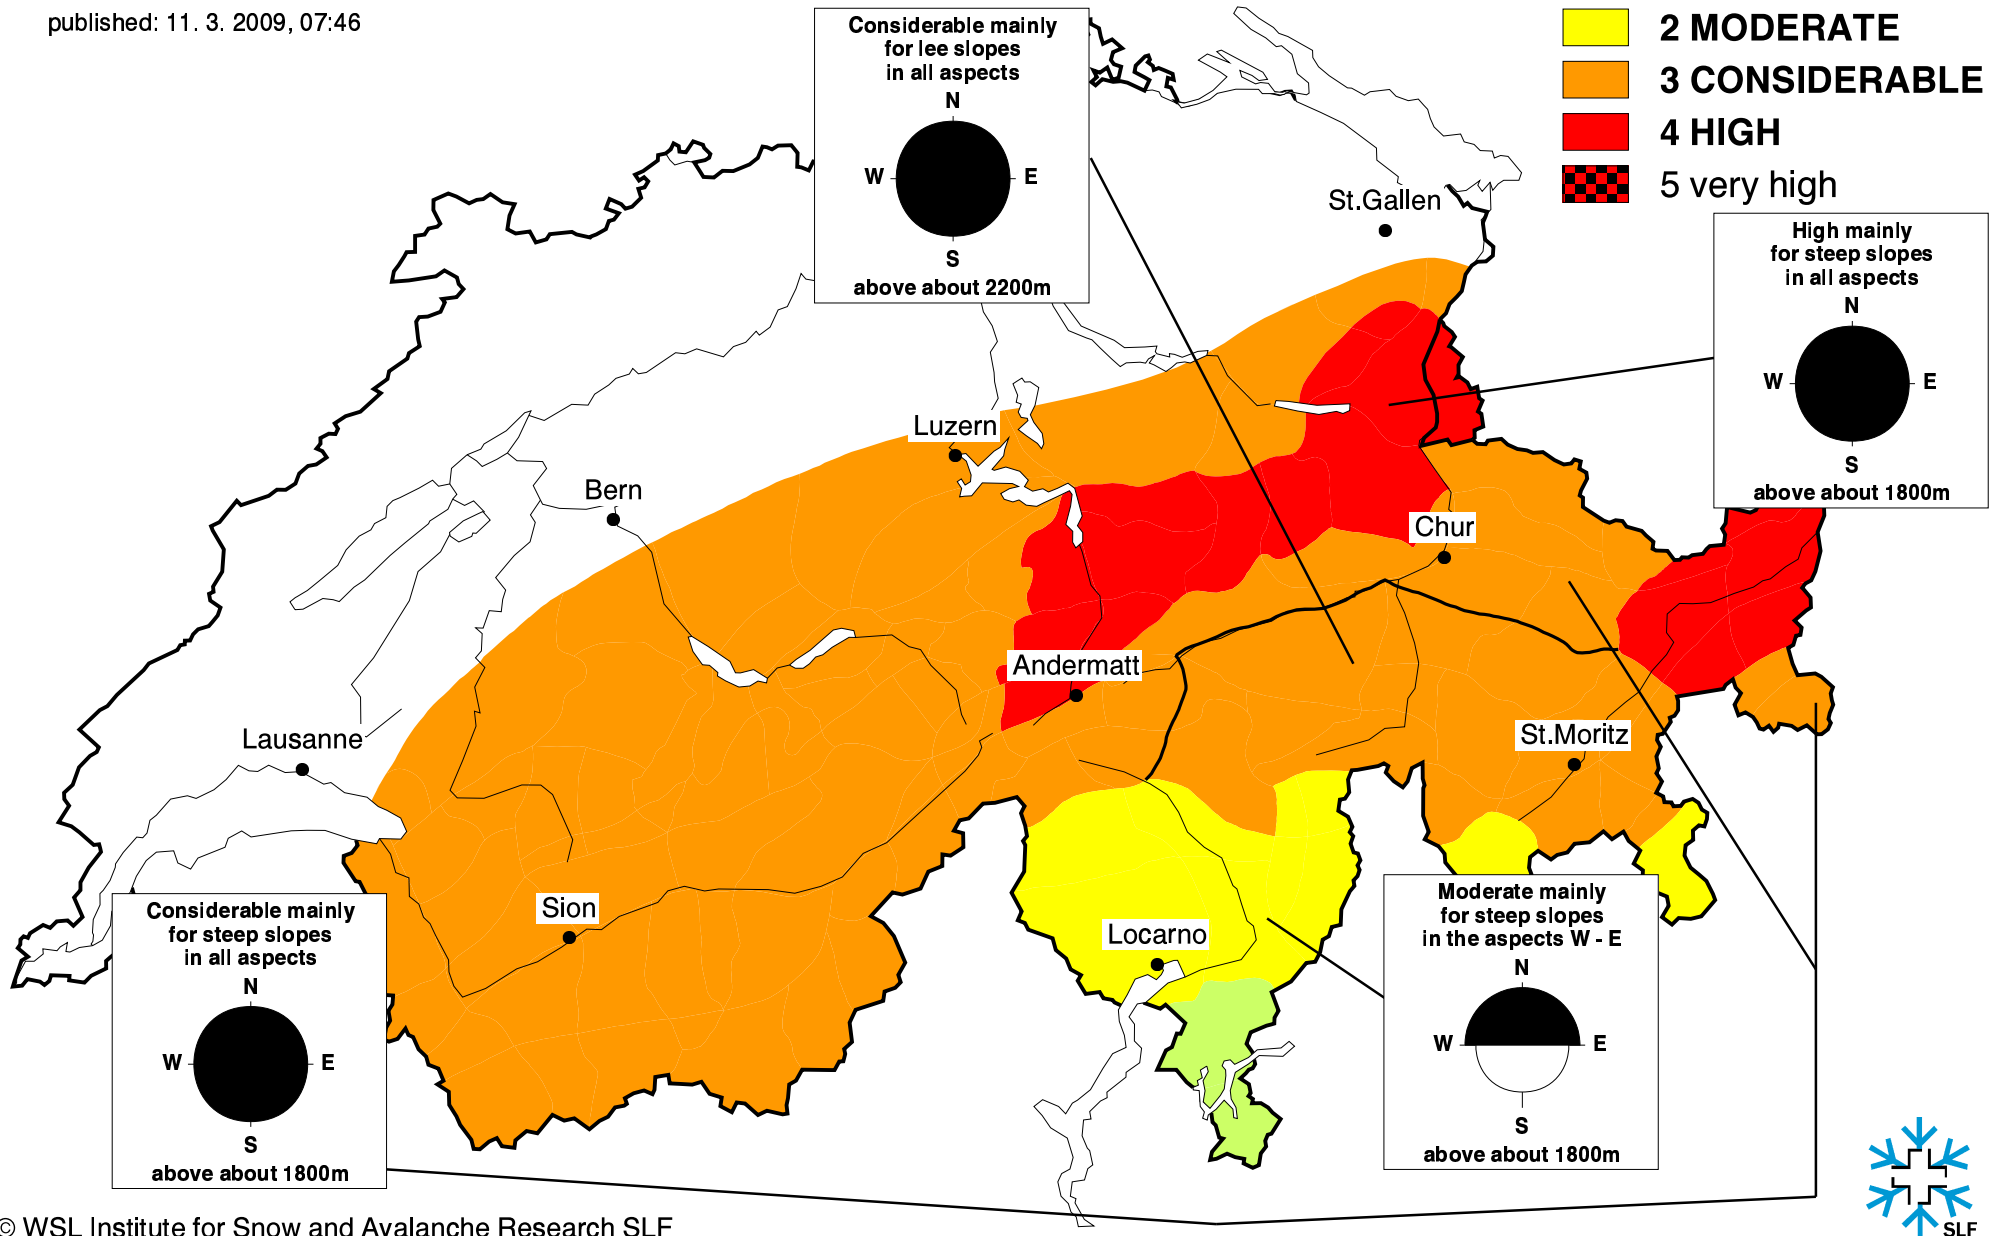 published: 11. 3. 2009, 07:46
2 MODERATE
3 CONSIDERABLE
4 HIGH
5 very high
Considerable mainly
for lee slopes
in all aspects
N
W E
S
above about 2200m
St.Gallen
High mainly
for steep slopes
in all aspects
N
W E
S
above about 1800m
Luzern
Bern
Chur
Andermatt
Lausanne
St.Moritz
Sion
Locarno
Considerable mainly
for steep slopes
in all aspects
N
W E
S
above about 1800m
Moderate mainly
for steep slopes
in the aspects W - E
N
W E
S
above about 1800m
© WSL Institute for Snow and Avalanche Research SLF
SLF